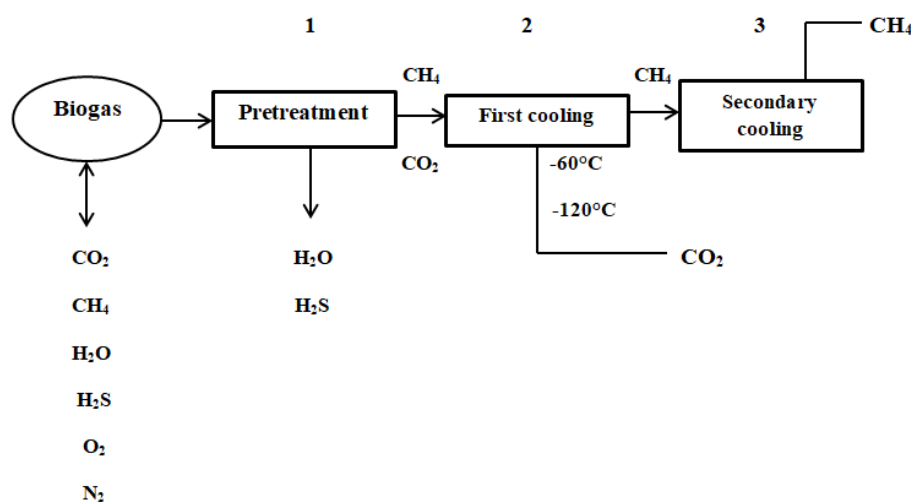 1
2
3
CH₄
CH₄
CH₄
Biogas
Pretreatment
First cooling
Secondary
cooling
CO₂
-60°C
-120°C
CO₂
CO₂
CH₄
H₂O
H₂S
O₂
N₂
H₂O
H₂S